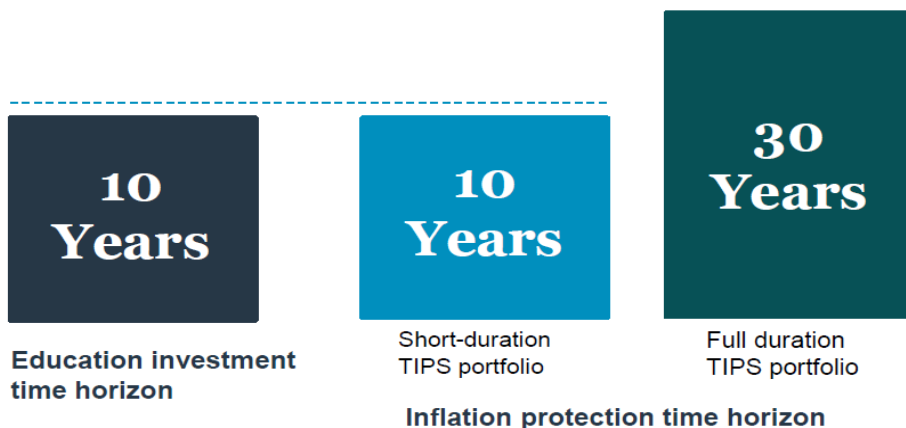 10
Years
10
Years
30
Years
Education investment
time horizon
Short-duration
TIPS portfolio
Full duration
TIPS portfolio
Inflation protection time horizon